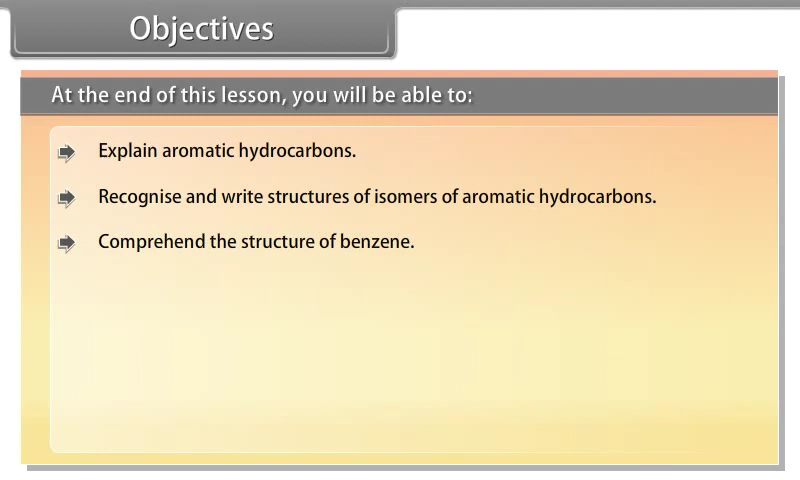 Objectives
At the end of this lesson, you will be able to:
Explain aromatic hydrocarbons.
Recognise and write structures of isomers of aromatic hydrocarbons.
Comprehend the structure of benzene.